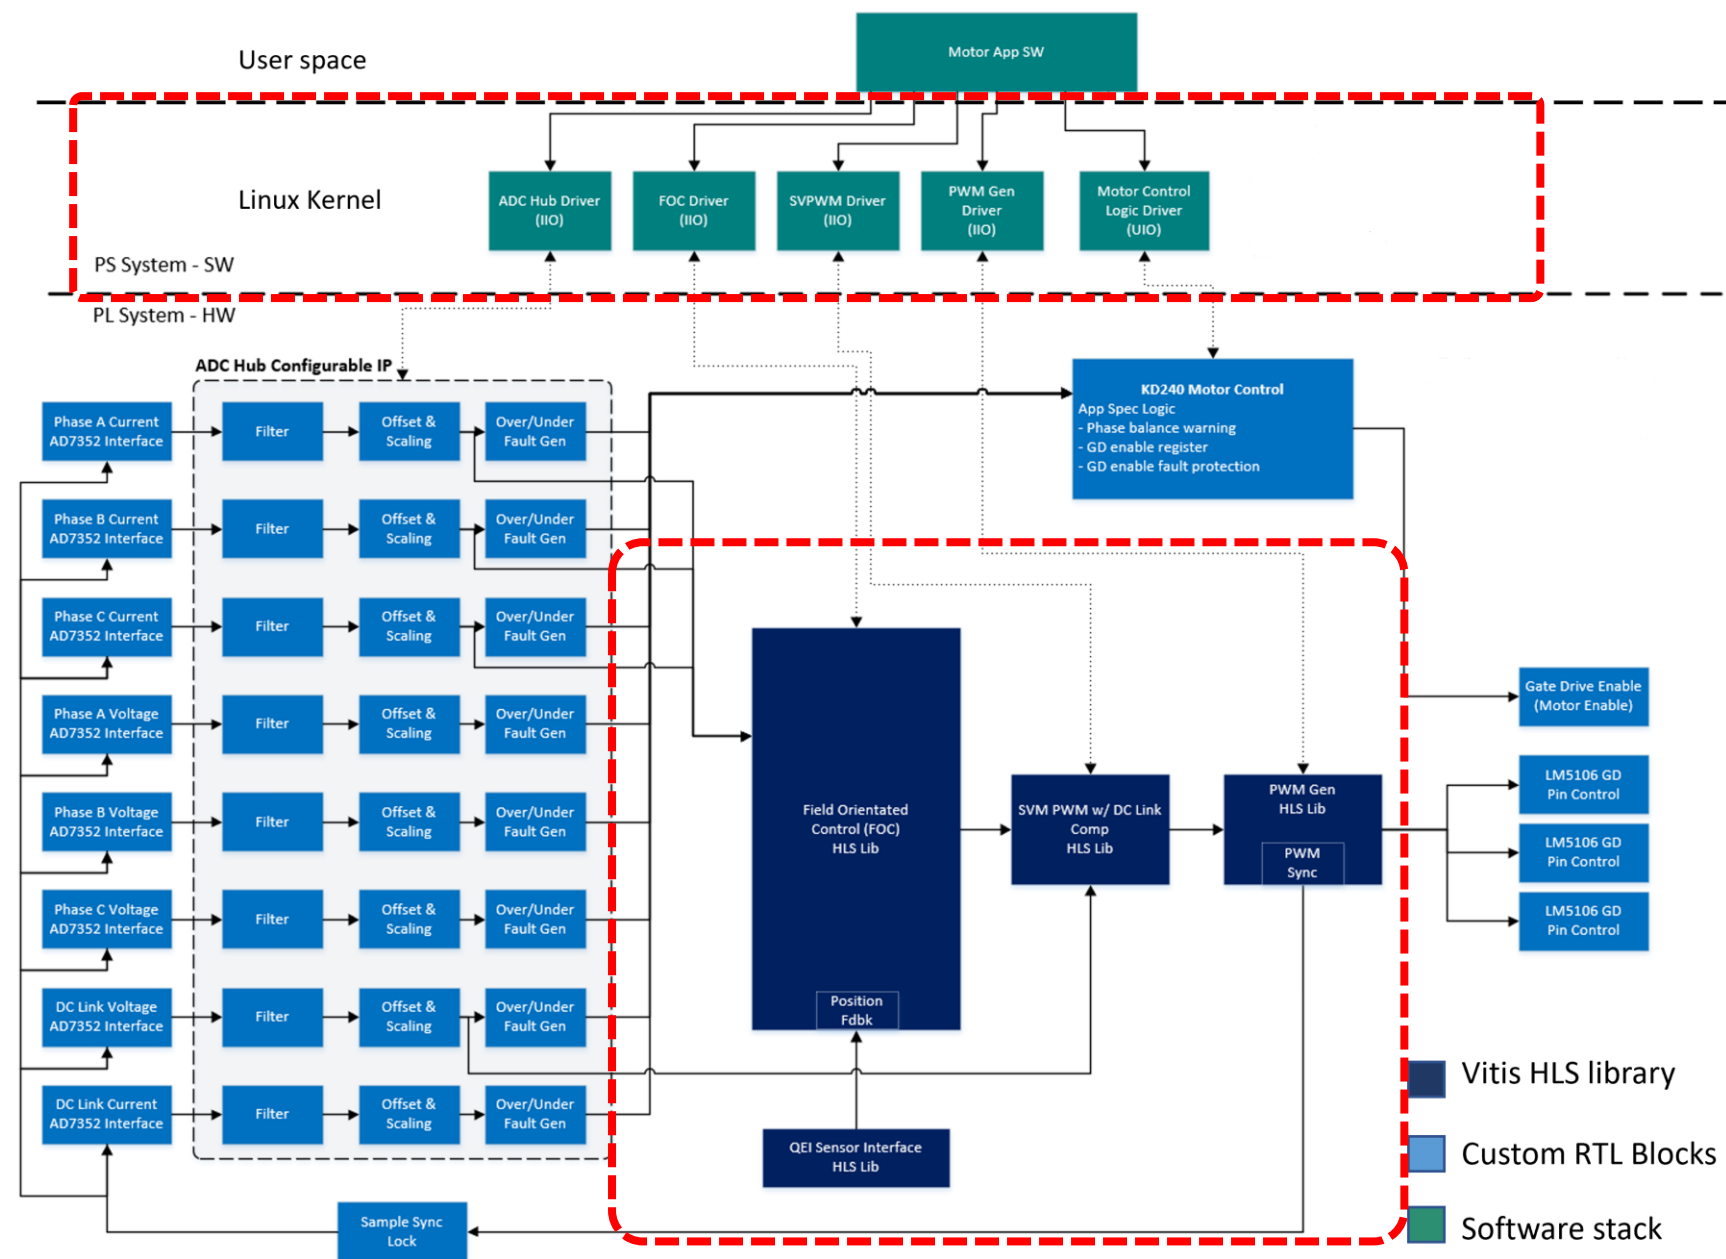 User space
Motor App SW
Linux Kernel
ADC Hub Driver
(IIO)
FOC Driver
(IIO)
SVPWM Driver
(IIO)
PWM Gen
Driver
(IIO)
Motor Control
Logic Driver
(UIO)
PS System - SW
PL System - HW
ADC Hub Configurable IP
KD240 Motor Control
App Spec Logic
- Phase balance warning
- GD enable register
- GD enable fault protection
Phase A Current
AD7352 Interface
Filter
Offset &
Scaling
Over/Under
Fault Gen
Phase B Current
AD7352 Interface
Filter
Offset &
Scaling
Over/Under
Fault Gen
Phase C Current
AD7352 Interface
Filter
Offset &
Scaling
Over/Under
Fault Gen
Phase A Voltage
AD7352 Interface
Filter
Offset &
Scaling
Over/Under
Fault Gen
Phase B Voltage
AD7352 Interface
Filter
Offset &
Scaling
Over/Under
Fault Gen
Phase C Voltage
AD7352 Interface
Filter
Offset &
Scaling
Over/Under
Fault Gen
DC Link Voltage
AD7352 Interface
Filter
Offset &
Scaling
Over/Under
Fault Gen
DC Link Current
AD7352 Interface
Filter
Offset &
Scaling
Over/Under
Fault Gen
Sample Sync
Lock
Field Orientated
Control (FOC)
HLS Lib
Position
Fdbk
QEI Sensor Interface
HLS Lib
SVM PWM w/ DC Link
Comp
HLS Lib
PWM Gen
HLS Lib
PWM
Sync
Gate Drive Enable
(Motor Enable)
LM5106 GD
Pin Control
LM5106 GD
Pin Control
LM5106 GD
Pin Control
Vitis HLS library
Custom RTL Blocks
Software stack